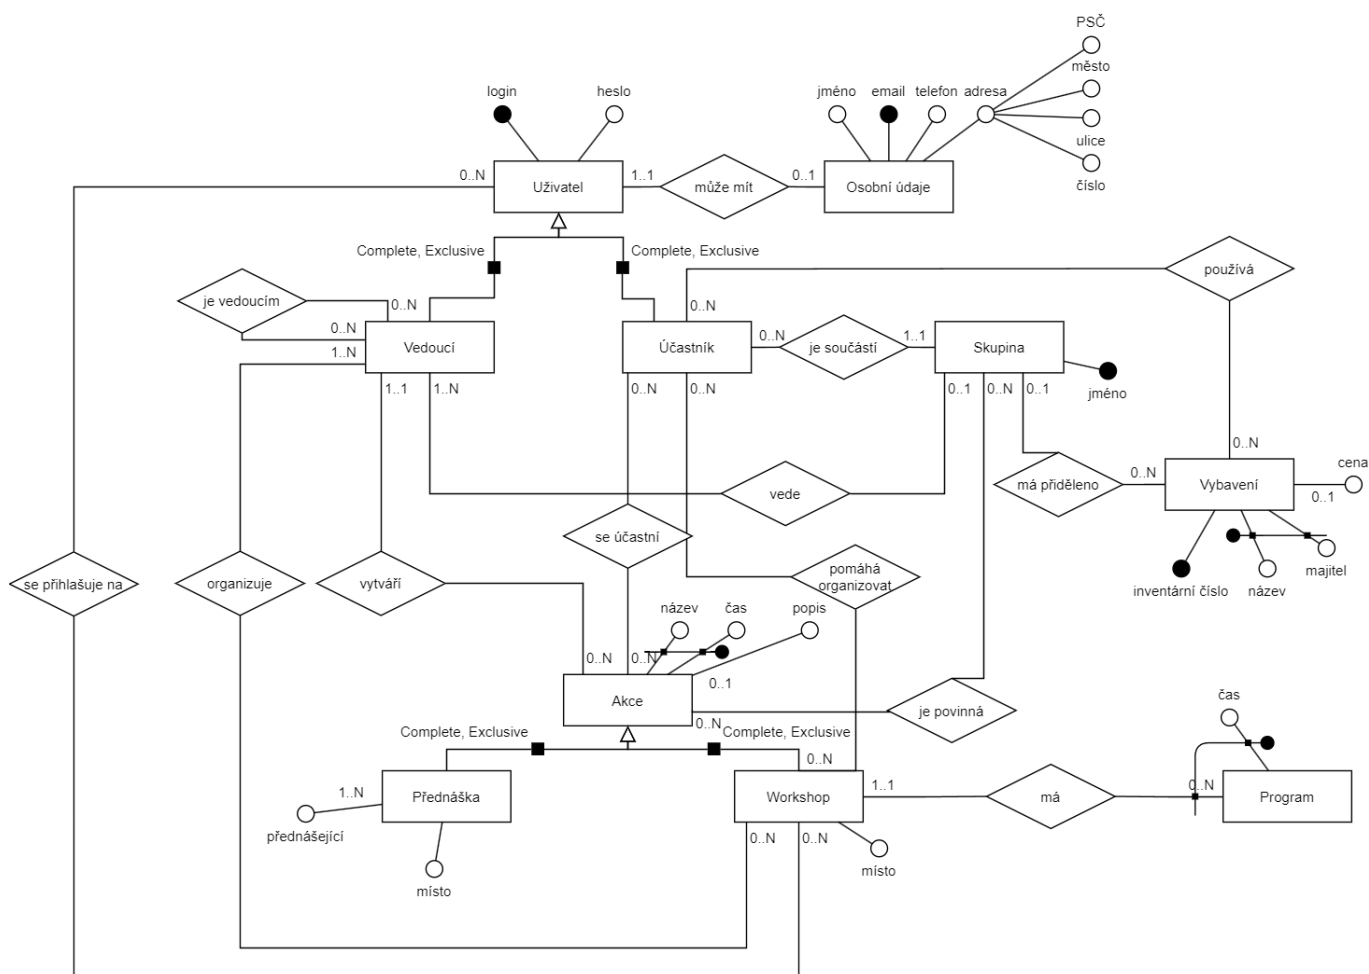 PSČ
město
login
heslo
jméno
email
telefon
adresa
ulice
číslo
0..N
Uživatel
1..1
může mít
0..1
Osobní údaje
Complete, Exclusive
Complete, Exclusive
používá
je vedoucím
0..N
0..N
0..N
0..N
1..1
1..N
Vedoucí
Účastník
je součástí
Skupina
1..1
1..N
0..N
0..N
0..1
0..N
0..1
jméno
0..N
cena
má přiděleno
0..N
Vybavení
0..1
vede
se účastní
se přihlašuje na
organizuje
vytváří
pomáhá
organizovat
inventární číslo
název
majitel
název
čas
popis
0..N
0..N
0..1
Akce
0..N
je povinná
čas
Complete, Exclusive
Complete, Exclusive
0..N
1..N
Přednáška
Workshop
1..1
má
0..N
Program
přednášející
0..N
0..N
místo
místo